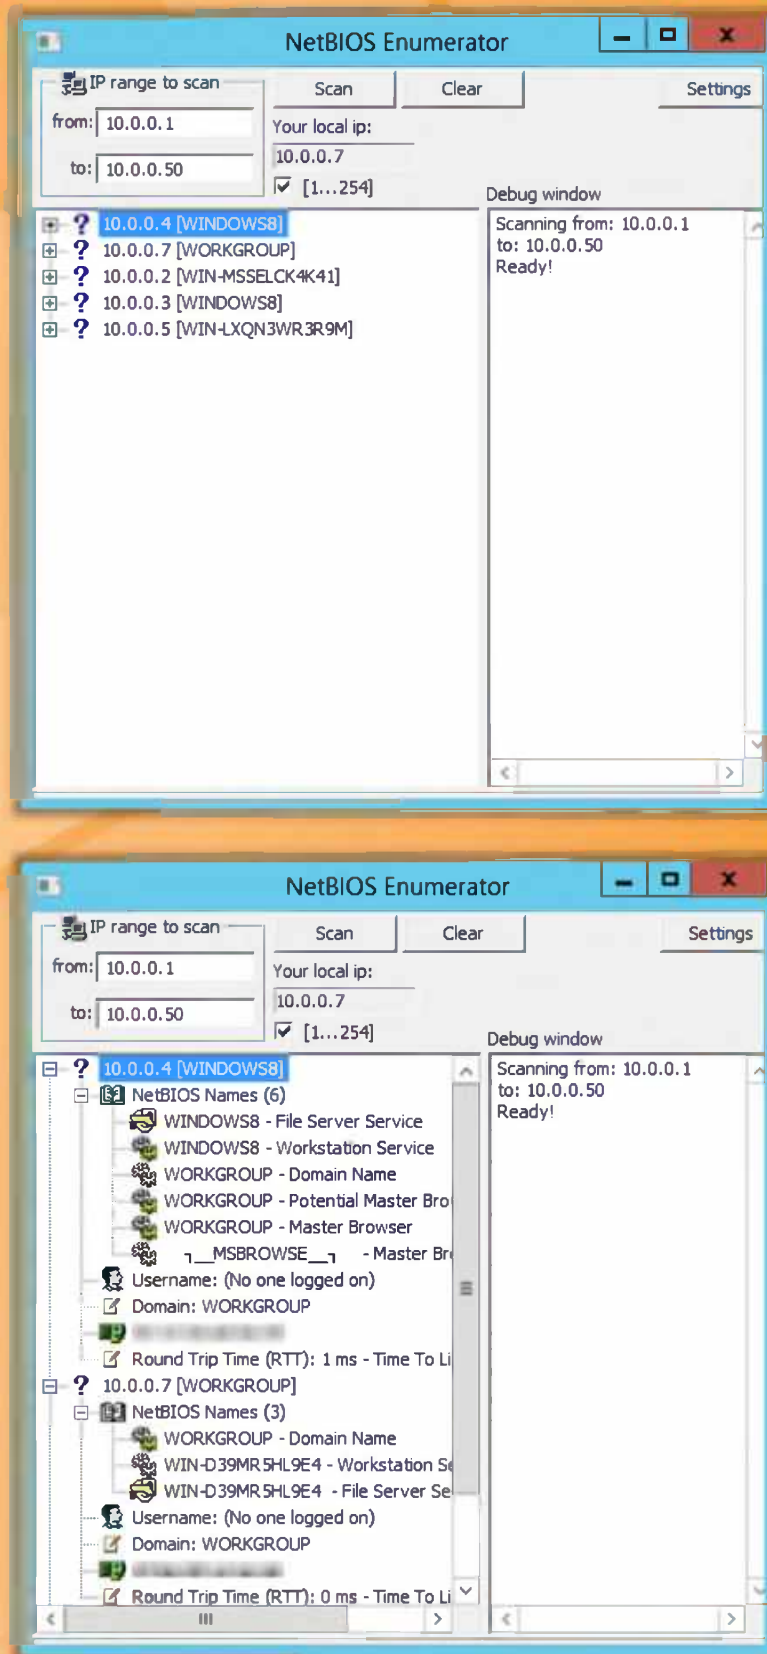 NetBIOS Enumerator
IP range to scan
Scan
Clear
Settings
from: 10.0.0.1
Your local ip:
10.0.0.7
to: 10.0.0.50
[1...254]
Debug window
10.0.0.4 [WINDOWS8]
10.0.0.7 [WORKGROUP]
10.0.0.2 [WIN-MSSELCK4K41]
10.0.0.3 [WINDOWS8]
10.0.0.5 [WIN-LXQN3WR3R9M]
Scanning from: 10.0.0.1
to: 10.0.0.50
Ready!
NetBIOS Enumerator
IP range to scan
Scan
Clear
Settings
from: 10.0.0.1
Your local ip:
10.0.0.7
to: 10.0.0.50
[1...254]
Debug window
10.0.0.4 [WINDOWS8]
NetBIOS Names (6)
WINDOWS8 - File Server Service
WINDOWS8 - Workstation Service
WORKGROUP - Domain Name
WORKGROUP - Potential Master Bro
WORKGROUP - Master Browser
┐__MSBROWSE__┐ - Master Bro
Username: (No one logged on)
Domain: WORKGROUP
Round Trip Time (RTT): 1 ms - Time To Li
10.0.0.7 [WORKGROUP]
NetBIOS Names (3)
WORKGROUP - Domain Name
WIN-D39MR5HL9E4 - Workstation Se
WIN-D39MR5HL9E4 - File Server Se
Username: (No one logged on)
Domain: WORKGROUP
Round Trip Time (RTT): 0 ms - Time To Li
Scanning from: 10.0.0.1
to: 10.0.0.50
Ready!